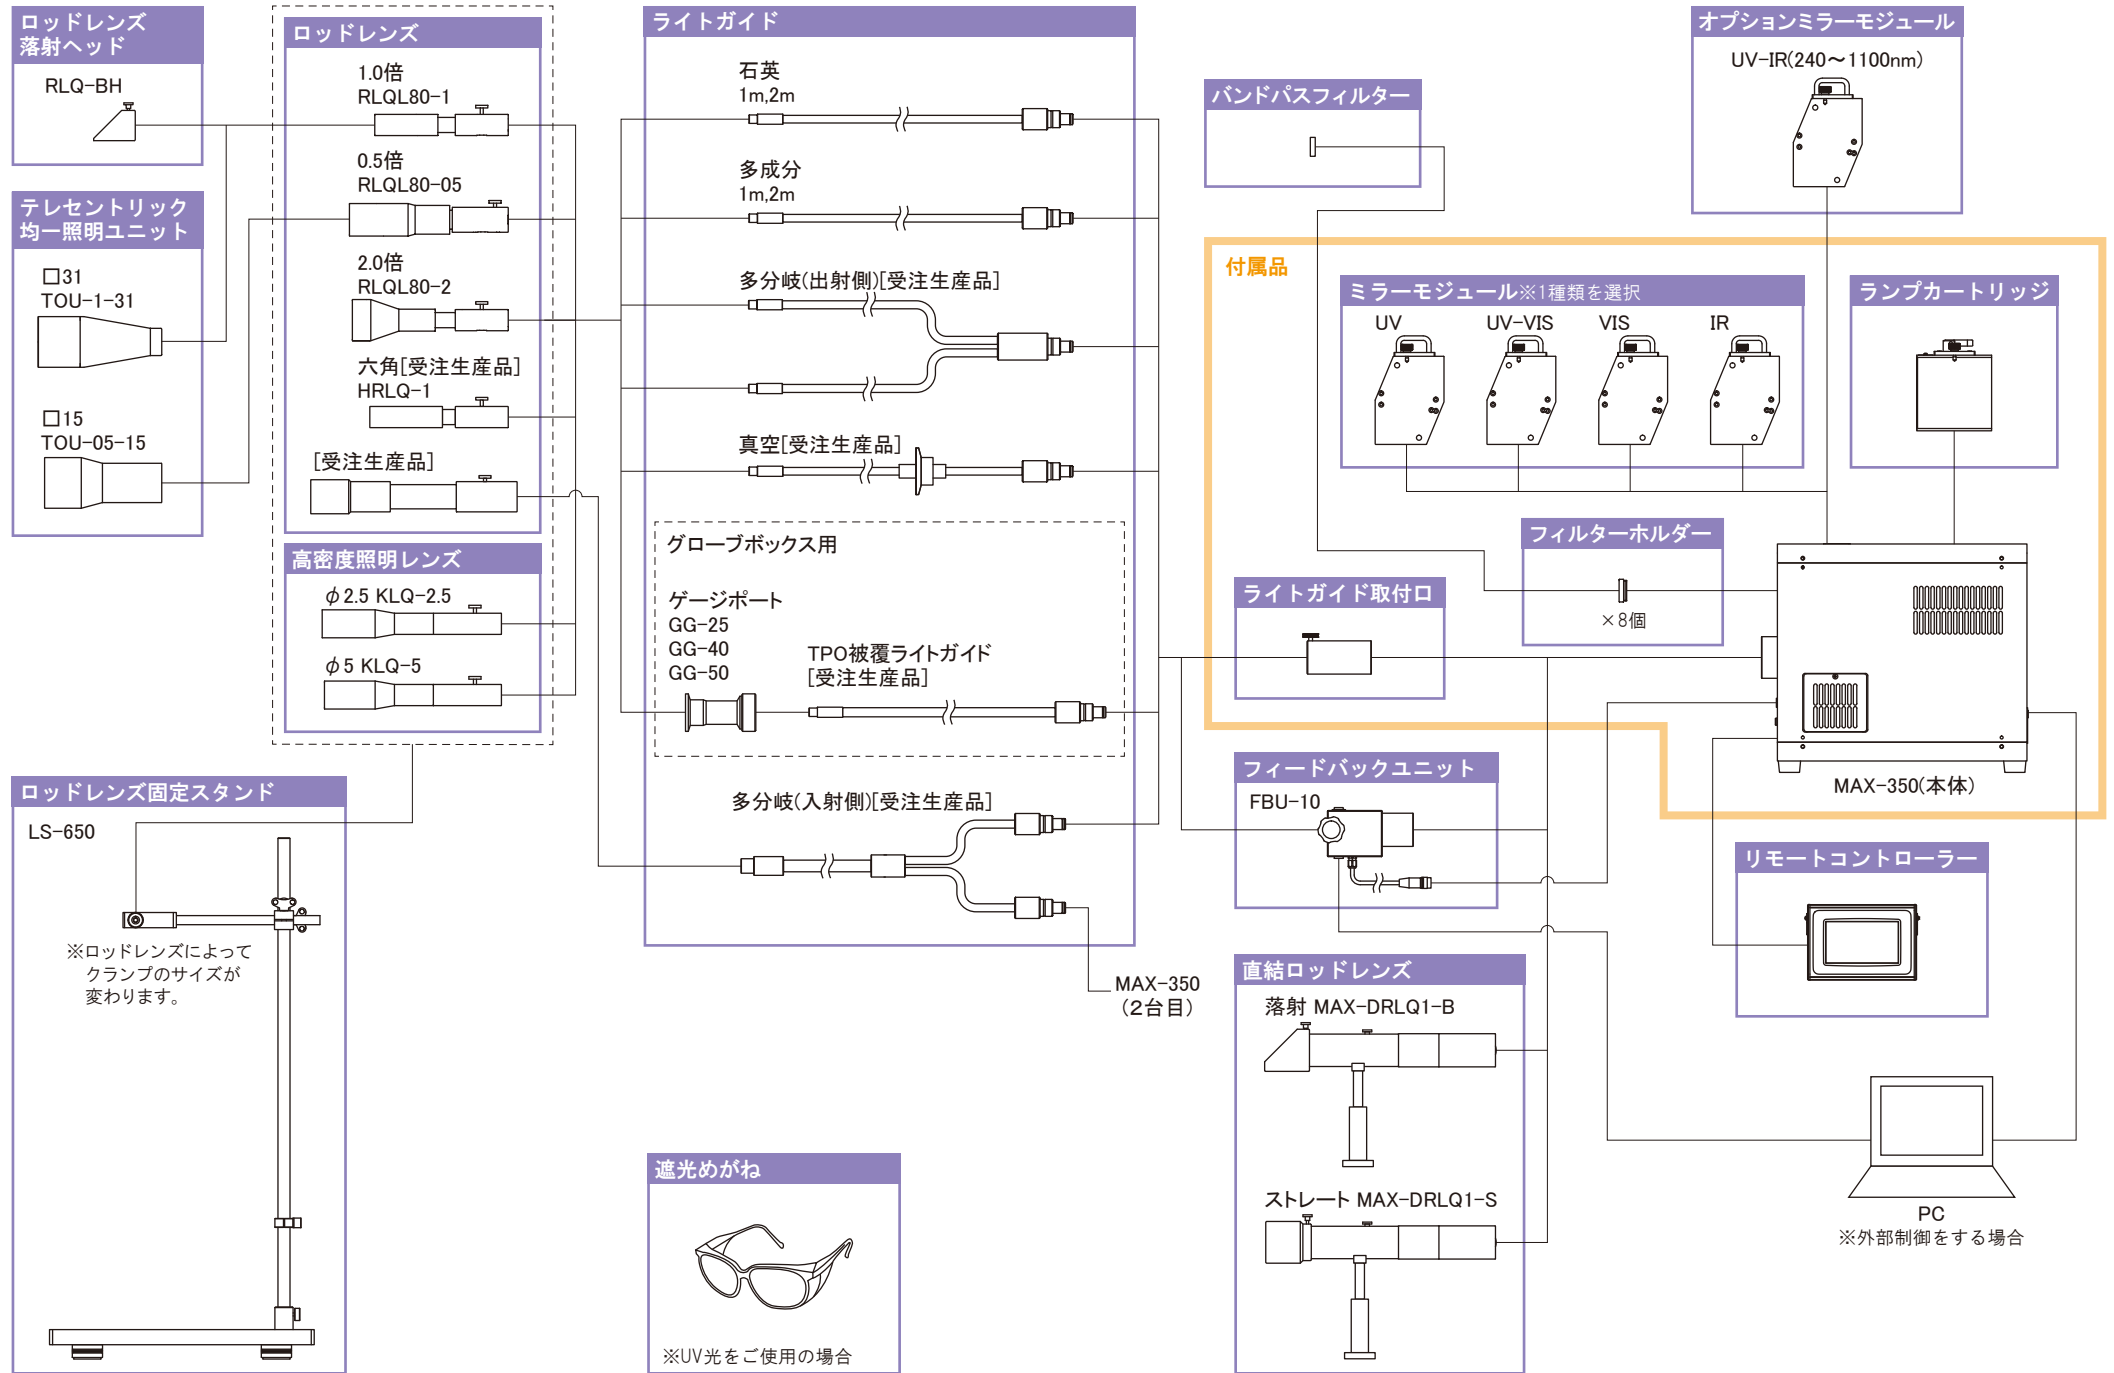 ロッドレンズ
落射ヘッド
RLQ-BH
テレセントリック
均一照明ユニット
□31
TOU-1-31
□15
TOU-05-15
ロッドレンズ
1.0倍
RLQL80-1
0.5倍
RLQL80-05
2.0倍
RLQL80-2
六角[受注生産品]
HRLQ-1
[受注生産品]
高密度照明レンズ
φ2.5 KLQ-2.5
φ5 KLQ-5
ロッドレンズ固定スタンド
LS-650
※ロッドレンズによって
クランプのサイズが
変わります。
ライトガイド
石英
1m,2m
多成分
1m,2m
多分岐(出射側)[受注生産品]
真空[受注生産品]
グローブボックス用
ゲージポート
GG-25
GG-40
GG-50
TPO被覆ライトガイド
[受注生産品]
多分岐(入射側)[受注生産品]
MAX-350
(2台目)
遮光めがね
※UV光をご使用の場合
バンドパスフィルター
オプションミラーモジュール
UV-IR(240～1100nm)
付属品
ミラーモジュール※1種類を選択
UV
UV-VIS
VIS
IR
ランプカートリッジ
フィルターホルダー
×8個
ライトガイド取付口
MAX-350(本体)
フィードバックユニット
FBU-10
リモートコントローラー
直結ロッドレンズ
落射 MAX-DRLQ1-B
ストレート MAX-DRLQ1-S
PC
※外部制御をする場合